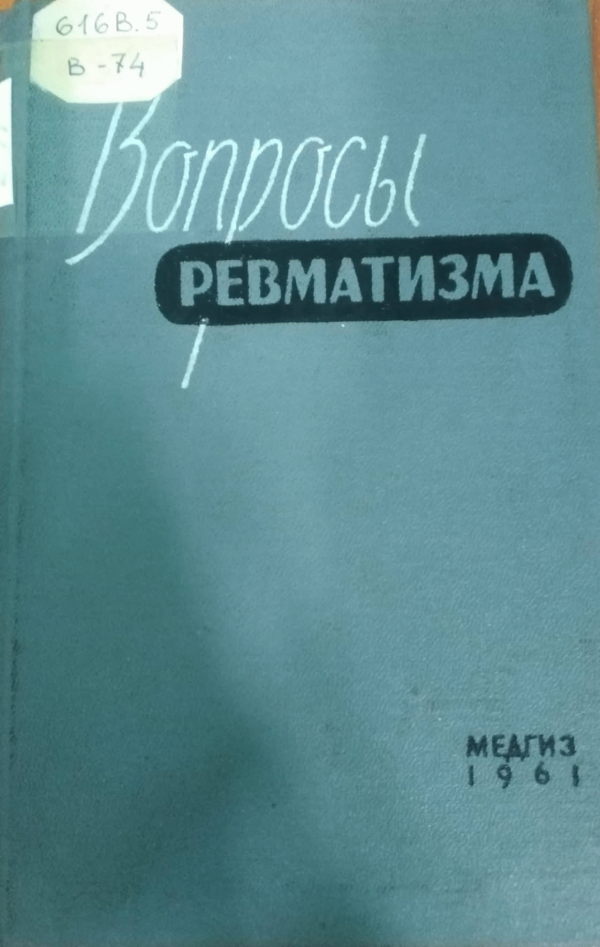 616В.5
В-74
Вопросы
РЕВМАТИЗМА
МЕДГИЗ
1961